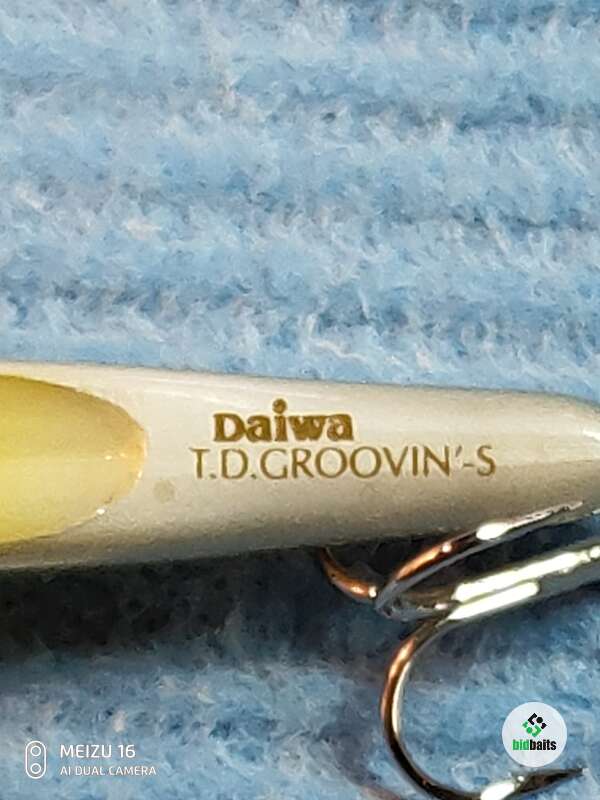 Daiwa
T.D.GROOVIN'-S
MEIZU 16
AI DUAL CAMERA
bidbaits